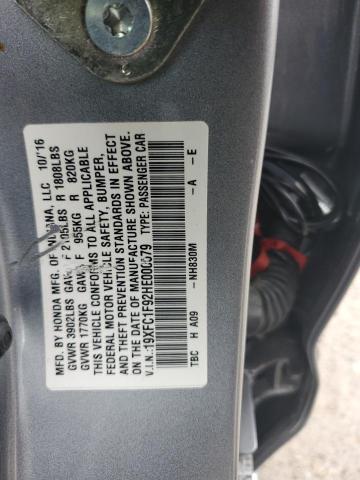 MFD. BY HONDA MFG. OF INDIANA, LLC 10/16
GVWR 3902LBS GAWR F 2105LBS R 1808LBS
GVWR 1770KG GAWR F 955KG R 820KG
THIS VEHICLE CONFORMS TO ALL APPLICABLE
FEDERAL MOTOR VEHICLE SAFETY, BUMPER,
AND THEFT PREVENTION STANDARDS IN EFFECT
ON THE DATE OF MANUFACTURE SHOWN ABOVE.
V.I.N.: TYPE: PASSENGER CAR
NH830M A E
TBC H A09